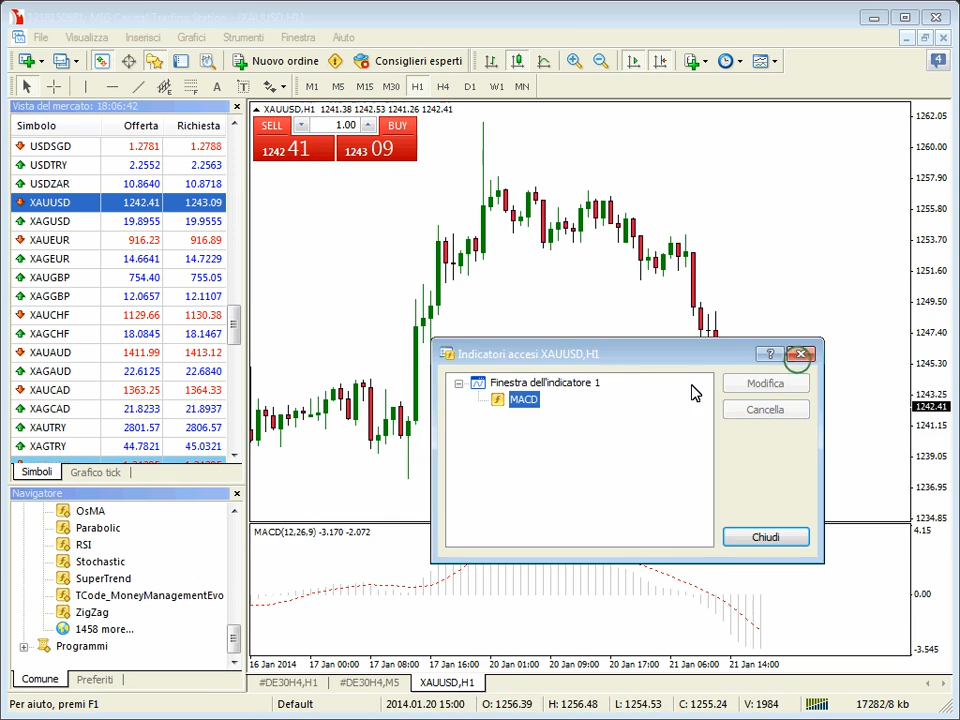 File Visualizza Inserisci Grafici Strumenti Finestra Aiuto
Nuovo ordine Consiglieri esperti
4
A T M1 M5 M15 M30 H1 H4 D1 W1 MN
Vista del mercato: 18:06:42
Simbolo Offerta Richiesta
USDSGD 1.2781 1.2788
USDTRY 2.2552 2.2563
USDZAR 10.8640 10.8718
XAUUSD 1242.41 1243.09
XAGUSD 19.8955 19.9555
XAUEUR 916.23 916.89
XAGEUR 14.6641 14.7229
XAUGBP 754.40 755.05
XAGGBP 12.0657 12.1107
XAUCHF 1129.66 1130.38
XAGCHF 18.0845 18.1467
XAUAUD 1411.99 1413.12
XAGAUD 22.6125 22.6840
XAUCAD 1363.25 1364.33
XAGCAD 21.8233 21.8937
XAUTRY 2801.57 2806.57
XAGTRY 44.7821 45.0321
Simboli Grafico tick
Navigatore
OsMA
Parabolic
RSI
Stochastic
SuperTrend
TCode_MoneyManagementEvo
ZigZag
1458 more...
Programmi
Comune Preferiti
XAUUSD,H1 1241.38 1242.53 1241.26 1242.41
SELL 1.00 BUY
1242 41 1243 09
1262.05
1260.00
1257.90
1255.80
1253.70
1251.60
1249.50
1247.40
1245.30
1243.25
1242.41
1241.15
1239.05
1236.95
1234.85
Indicatori accesi XAUUSD,H1
Finestra dell'indicatore 1
MACD
Modifica
Cancella
Chiudi
MACD(12,26,9) -3.170 -2.072
4.15
0.00
-3.545
16 Jan 2014 17 Jan 00:00 17 Jan 08:00 17 Jan 16:00 20 Jan 01:00 20 Jan 09:00 20 Jan 17:00 21 Jan 06:00 21 Jan 14:00
#DE30H4,H1 #DE30H4,M5 XAUUSD,H1
Per aiuto, premi F1 Default 2014.01.20 15:00 O: 1256.39 H: 1256.48 L: 1254.53 C: 1255.24 V: 1984 17282/8 kb